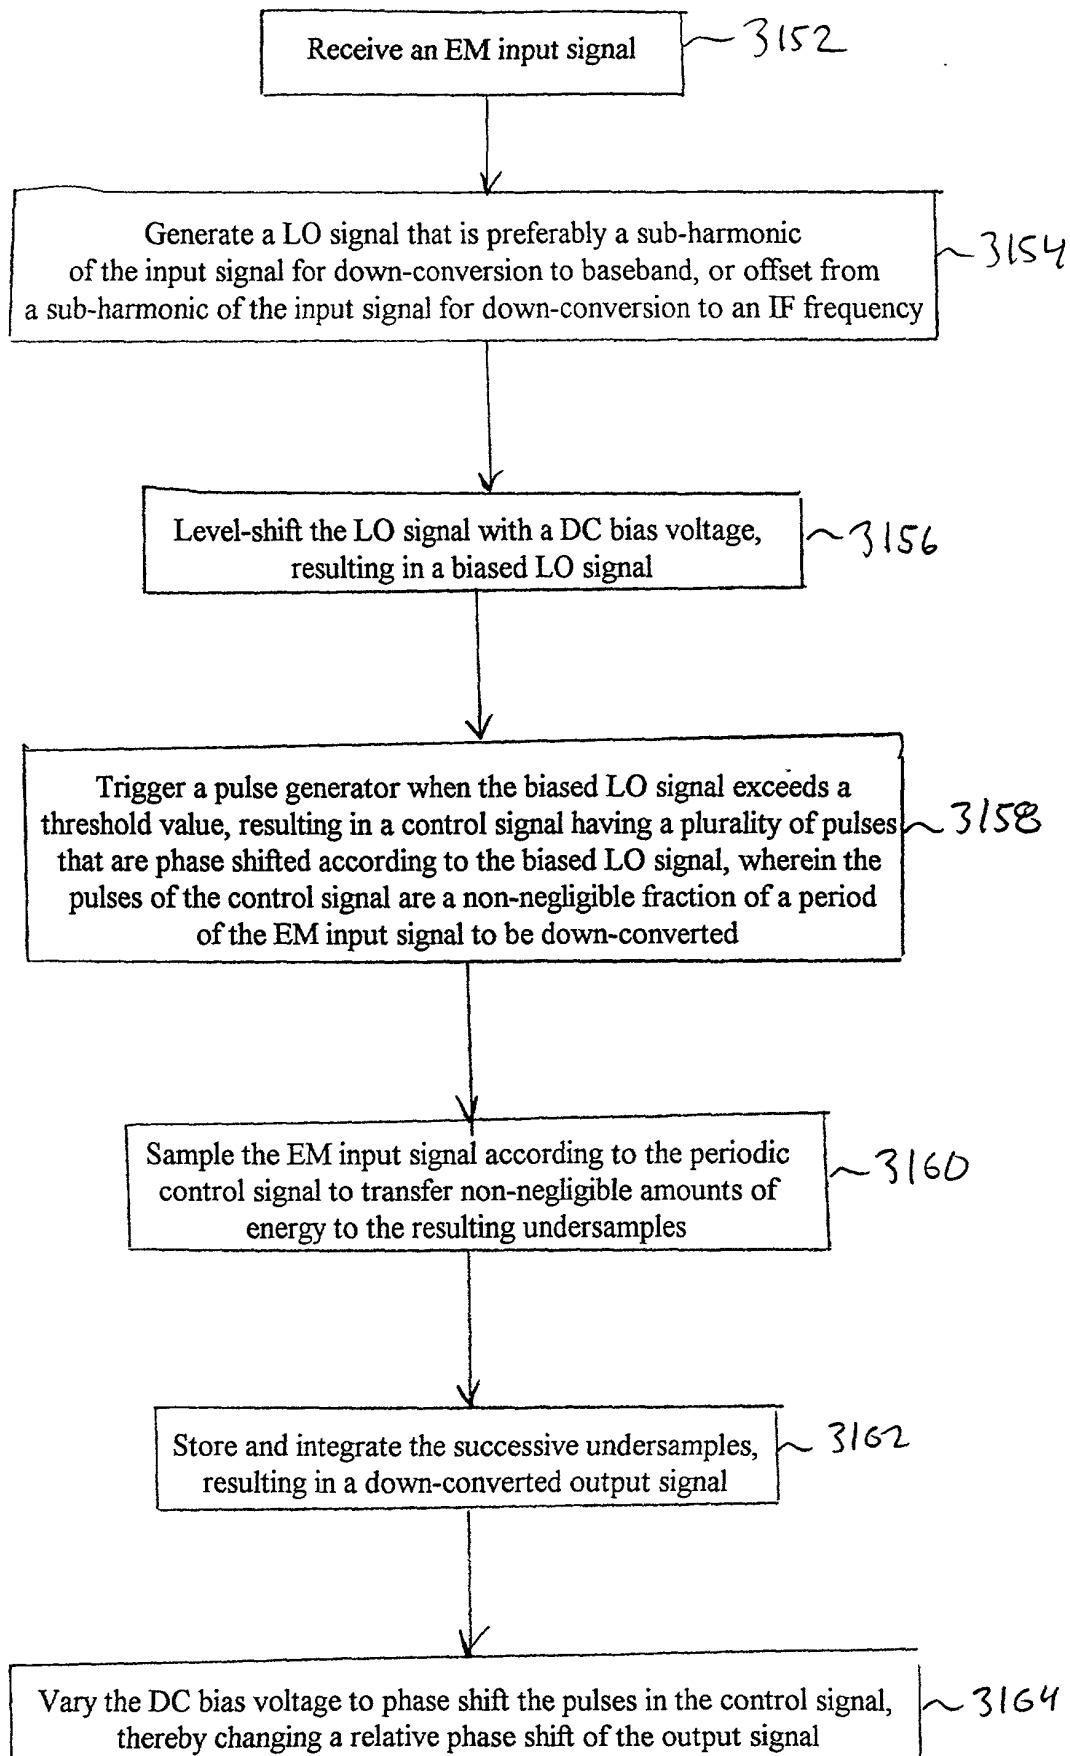 Receive an EM input signal
3152
Generate a LO signal that is preferably a sub-harmonic
of the input signal for down-conversion to baseband, or offset from
a sub-harmonic of the input signal for down-conversion to an IF frequency
3154
Level-shift the LO signal with a DC bias voltage,
resulting in a biased LO signal
3156
Trigger a pulse generator when the biased LO signal exceeds a
threshold value, resulting in a control signal having a plurality of pulses
that are phase shifted according to the biased LO signal, wherein the
pulses of the control signal are a non-negligible fraction of a period
of the EM input signal to be down-converted
3158
Sample the EM input signal according to the periodic
control signal to transfer non-negligible amounts of
energy to the resulting undersamples
3160
Store and integrate the successive undersamples,
resulting in a down-converted output signal
3162
Vary the DC bias voltage to phase shift the pulses in the control signal,
thereby changing a relative phase shift of the output signal
3164